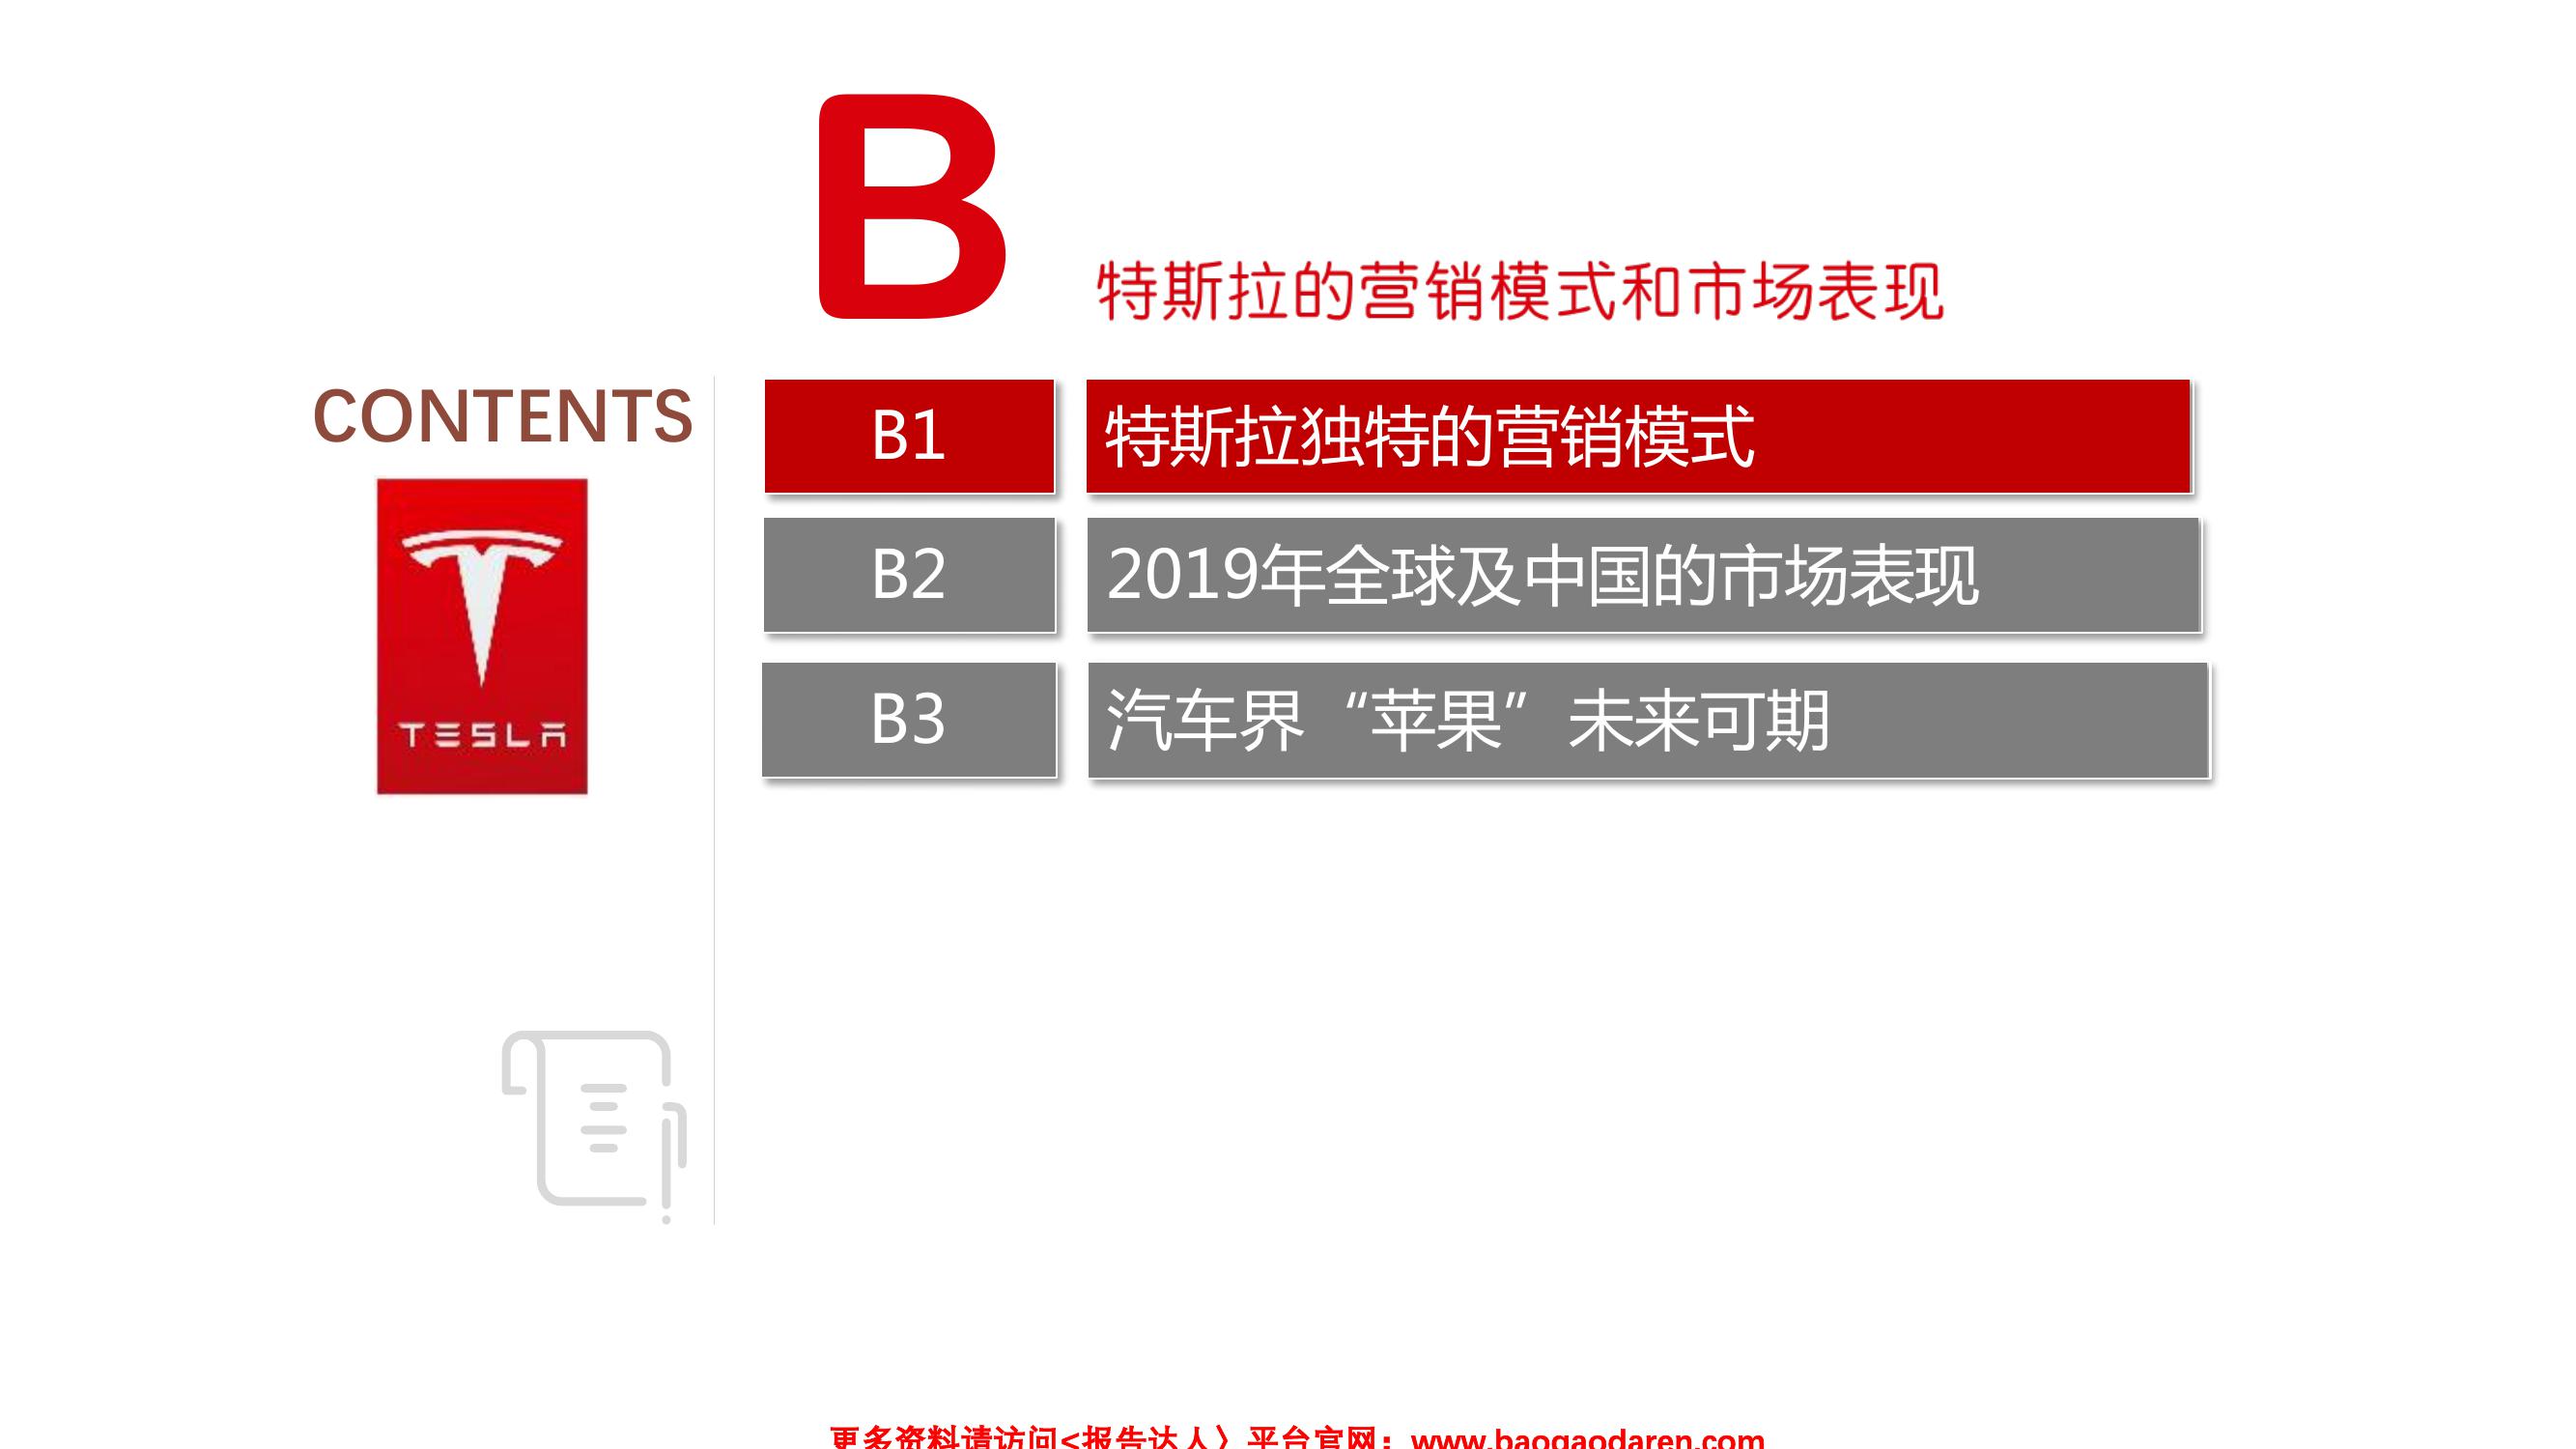 B
特斯拉的营销模式和市场表现
CONTENTS
TESLA
B1 特斯拉独特的营销模式
B2 2019年全球及中国的市场表现
B3 汽车界“苹果”未来可期
更多资料请访问<报告达人〉平台官网：www.baogaodaren.com